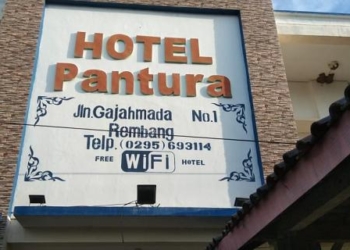 HOTEL
Pantura
Jln.Gajahmada No.1
Rembang
Telp. (0295) 693114
FREE WiFi HOTEL